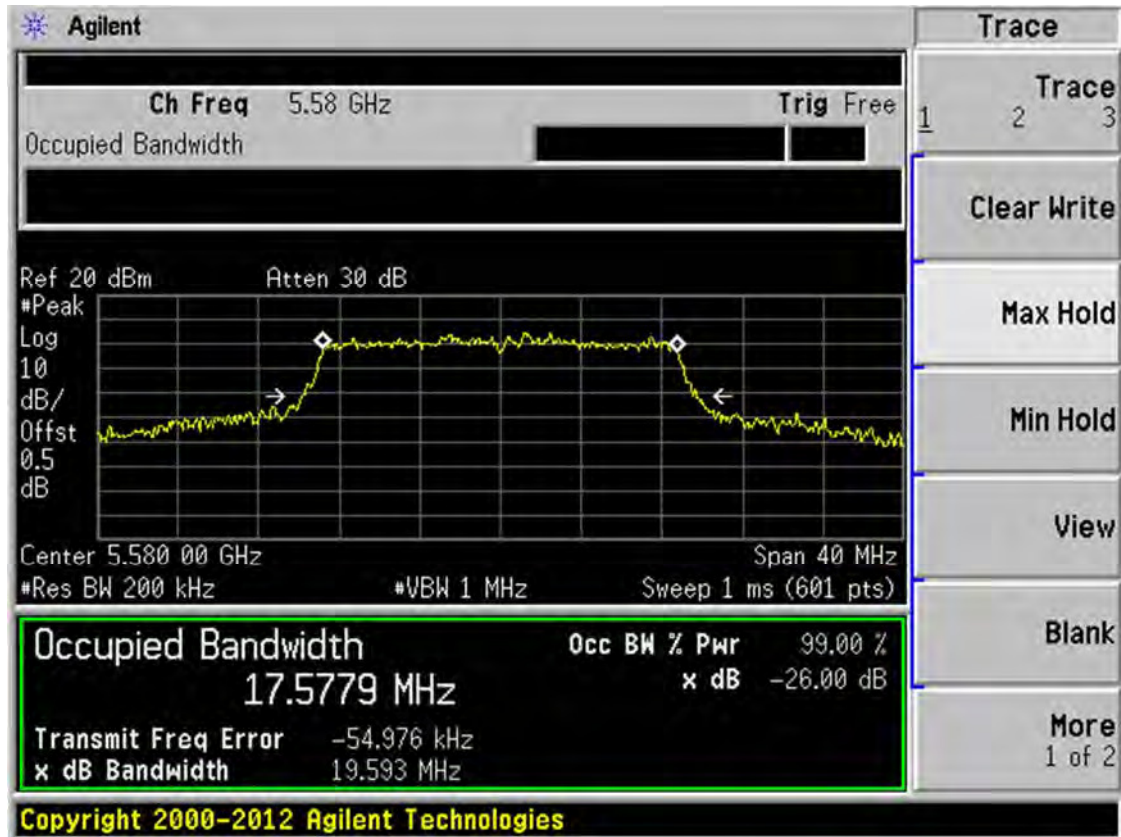 Agilent
Trace
Ch Freq 5.58 GHz Trig Free
Occupied Bandwidth
Trace
1 2 3
Clear Write
Max Hold
Min Hold
View
Blank
More
1 of 2
Ref 20 dBm Atten 30 dB
#Peak
Log
10
dB/
Offst
0.5
dB
Center 5.580 00 GHz Span 40 MHz
#Res BW 200 kHz #VBW 1 MHz Sweep 1 ms (601 pts)
Occupied Bandwidth
17.5779 MHz
Occ BW % Pwr 99.00 %
x dB -26.00 dB
Transmit Freq Error -54.976 kHz
x dB Bandwidth 19.593 MHz
Copyright 2000-2012 Agilent Technologies